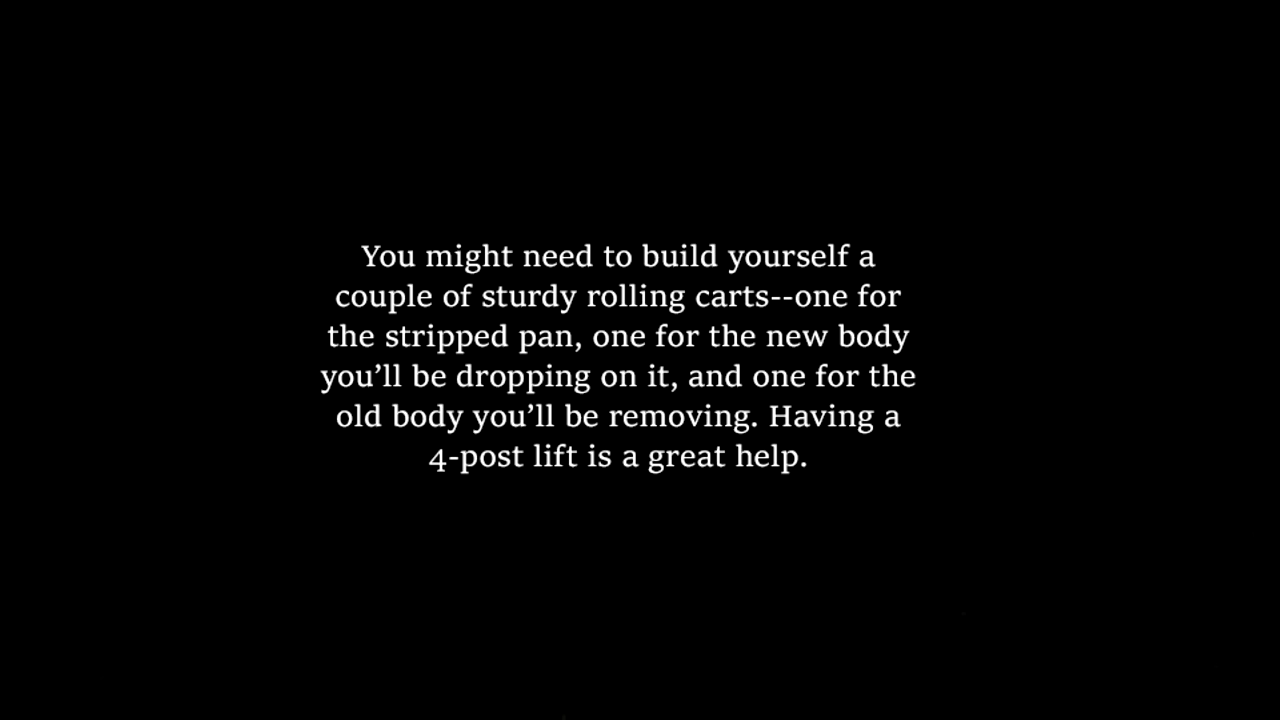 You might need to build yourself a
couple of sturdy rolling carts--one for
the stripped pan, one for the new body
you’ll be dropping on it, and one for the
old body you’ll be removing. Having a
4-post lift is a great help.